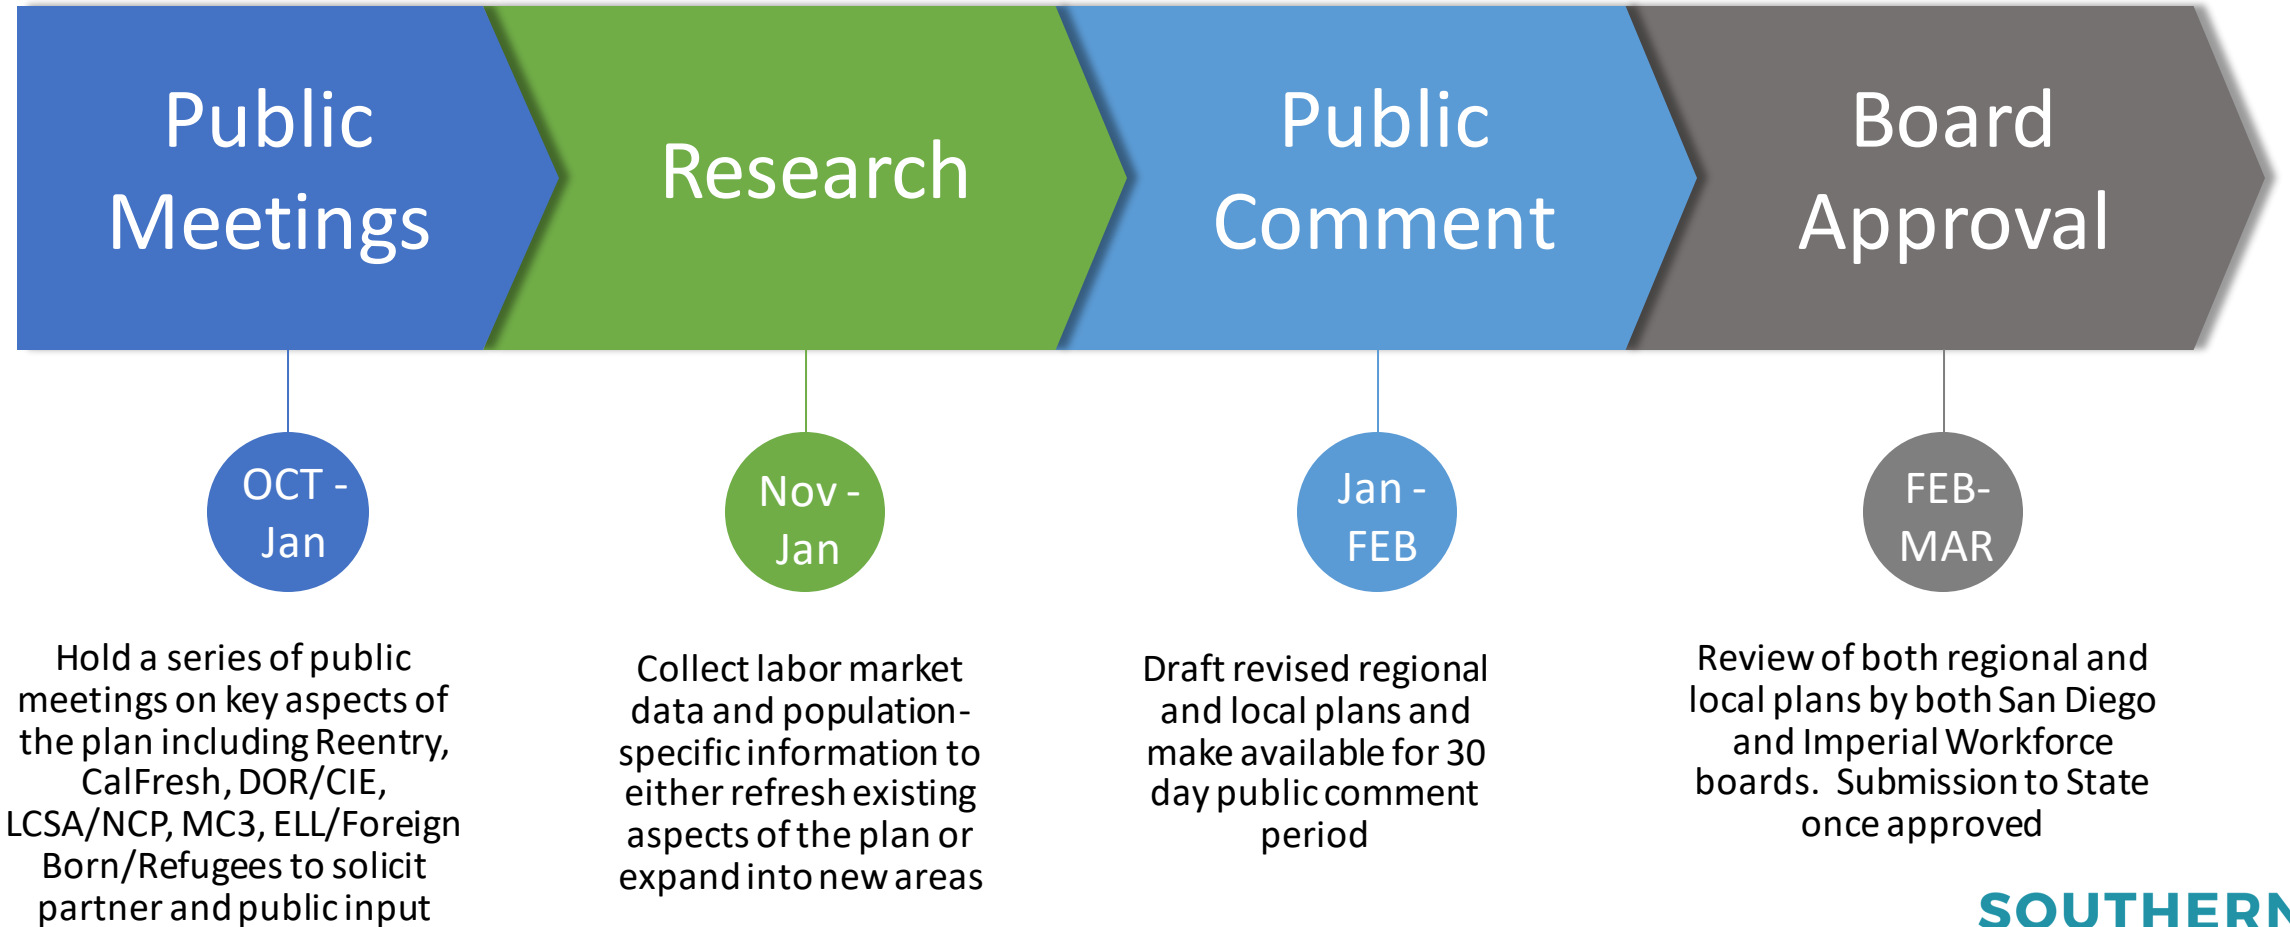 Public
Meetings
Research
Public
Comment
Board
Approval
OCT -
Jan
Nov -
Jan
Jan -
FEB
FEB-
MAR
Hold a series of public
meetings on key aspects of
the plan including Reentry,
CalFresh, DOR/CIE,
LCSA/NCP, MC3, ELL/Foreign
Born/Refugees to solicit
partner and public input
Collect labor market
data and population-
specific information to
either refresh existing
aspects of the plan or
expand into new areas
Draft revised regional
and local plans and
make available for 30
day public comment
period
Review of both regional and
local plans by both San Diego
and Imperial Workforce
boards. Submission to State
once approved
SOUTHERN